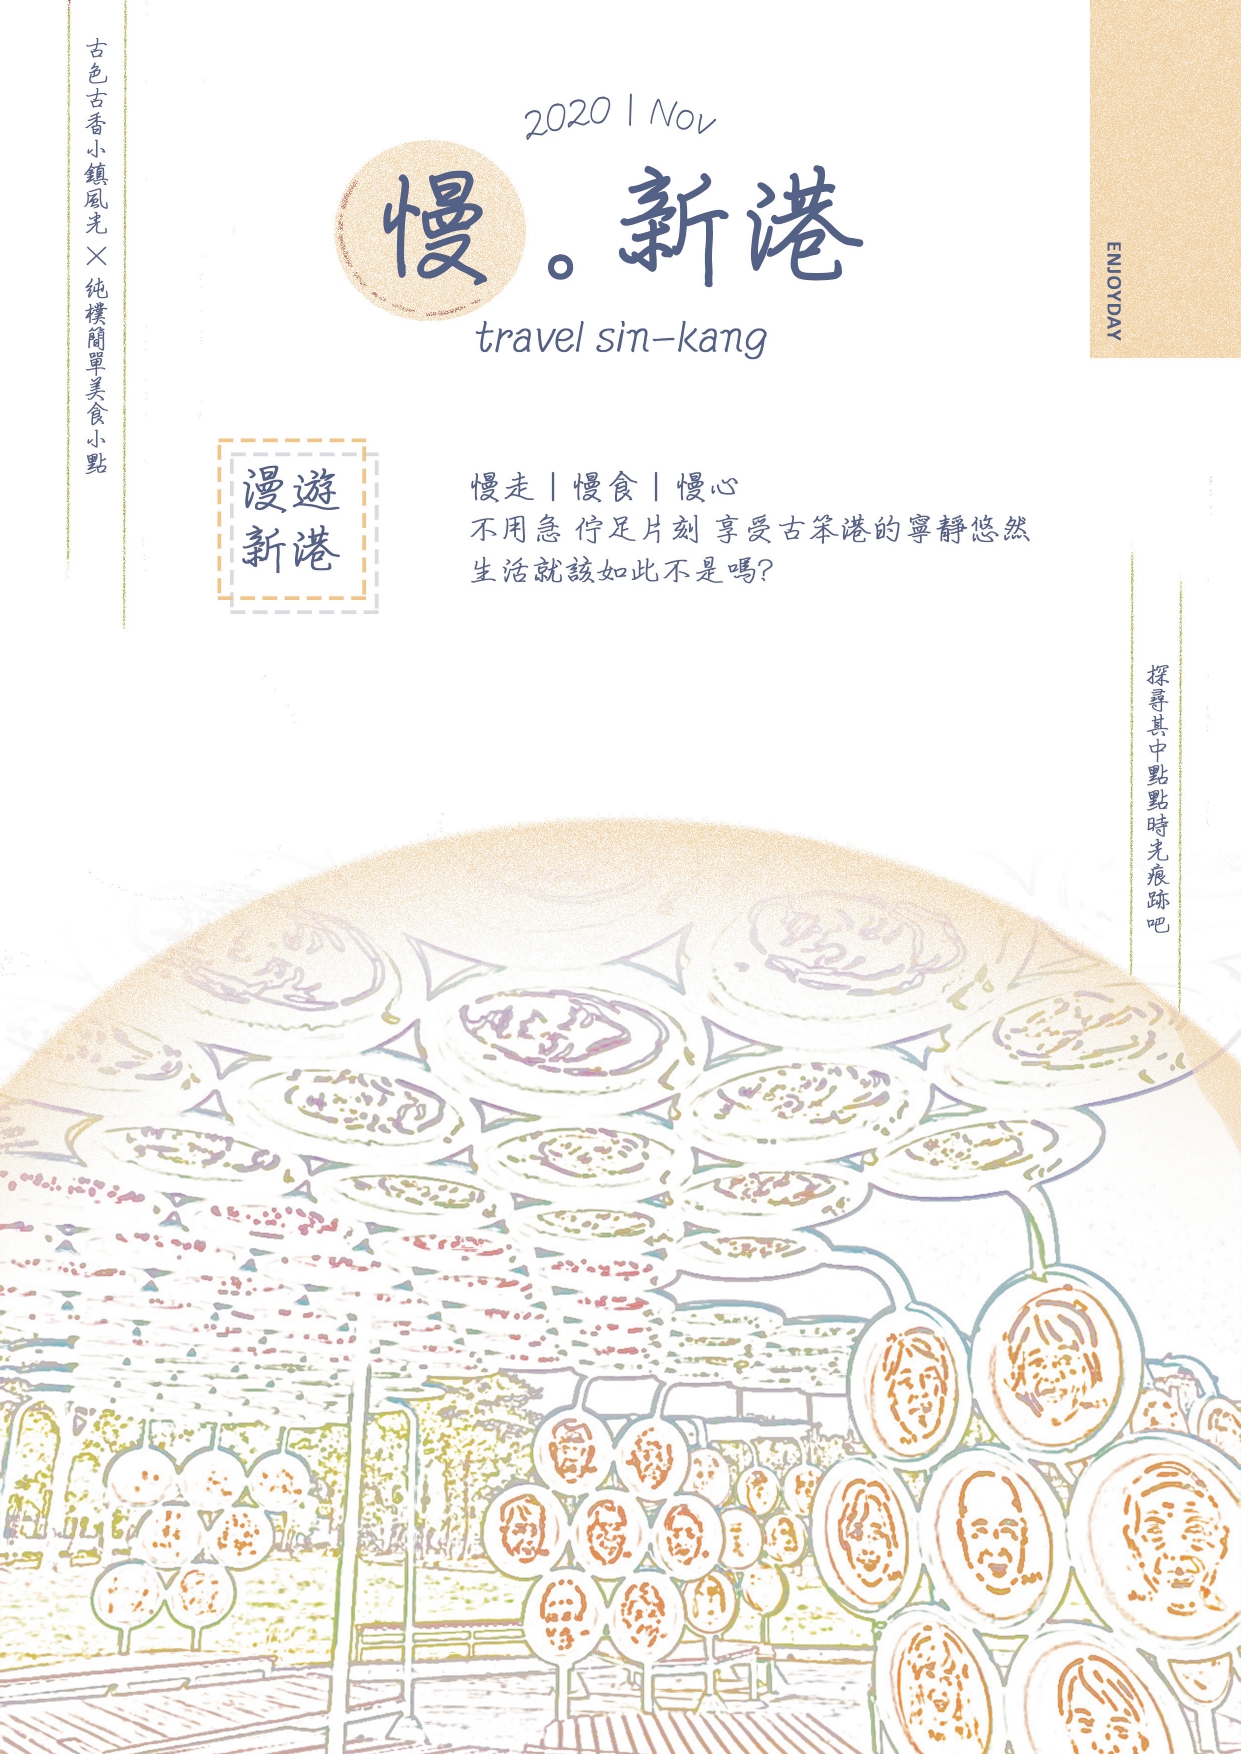 古色古香小鎮風光×純樸簡單美食小點
2020 | Nov
慢。新港
travel sin-kang
ENJOYDAY
漫遊
新港
慢走 | 慢食 | 慢心
不用急 佇足片刻 享受古笨港的寧靜悠然
生活就該如此不是嗎?
探尋其中點點時光痕跡吧